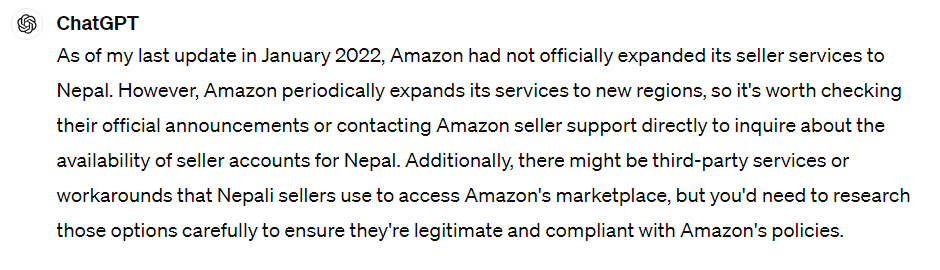 ChatGPT
As of my last update in January 2022, Amazon had not officially expanded its seller services to
Nepal. However, Amazon periodically expands its services to new regions, so it's worth checking
their official announcements or contacting Amazon seller support directly to inquire about the
availability of seller accounts for Nepal. Additionally, there might be third-party services or
workarounds that Nepali sellers use to access Amazon's marketplace, but you'd need to research
those options carefully to ensure they're legitimate and compliant with Amazon's policies.